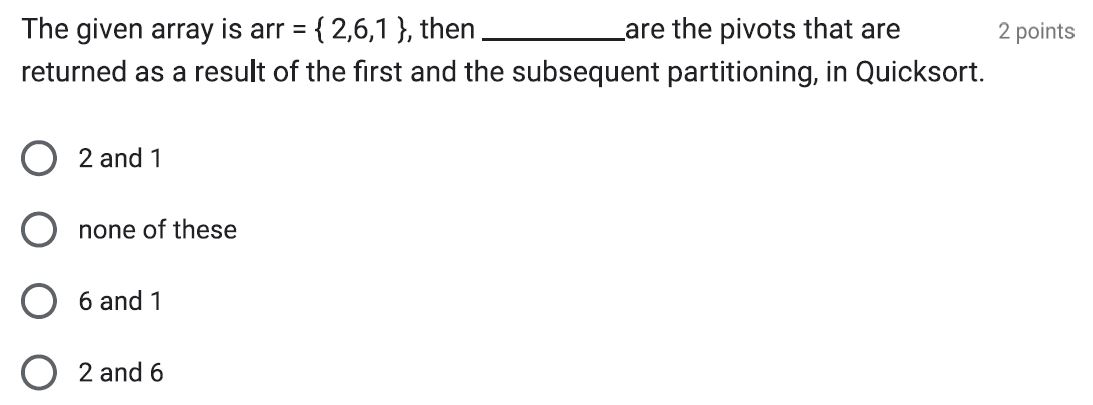 The given array is arr = { 2,6,1 }, then __________are the pivots that are
2 points
returned as a result of the first and the subsequent partitioning, in Quicksort.
2 and 1
none of these
6 and 1
2 and 6